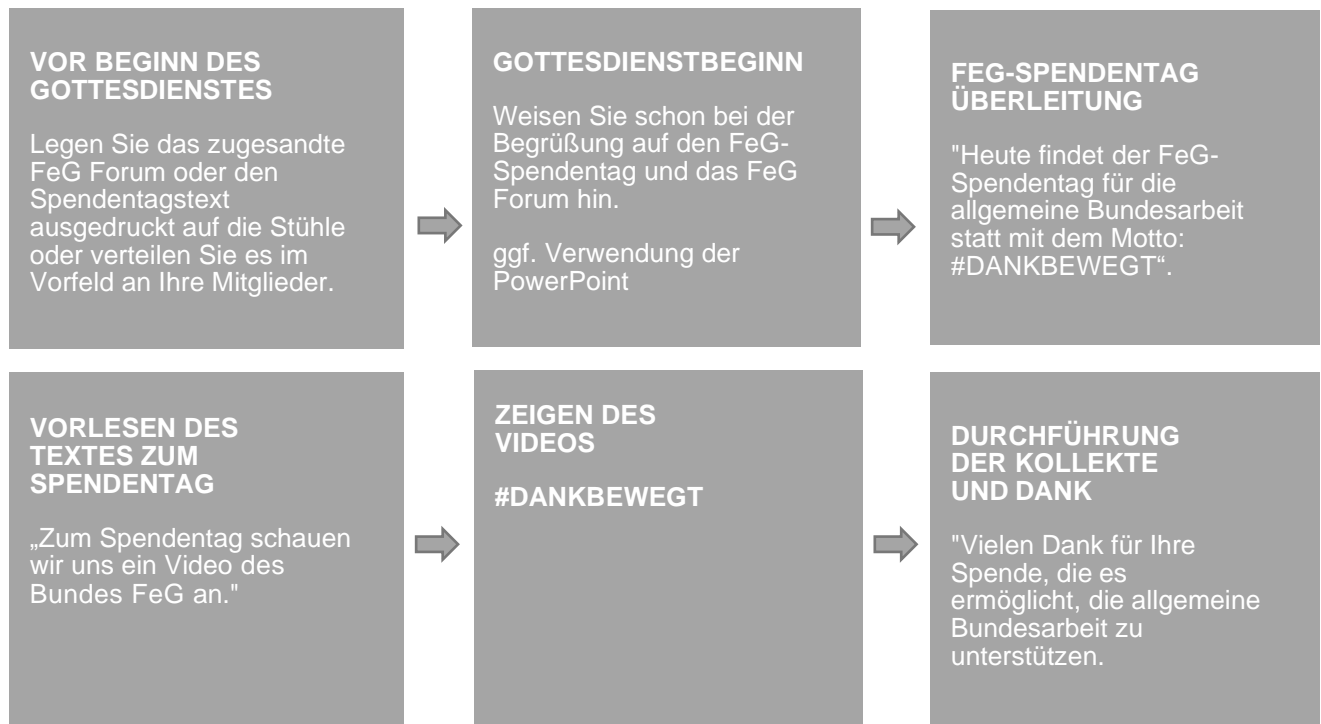 VOR BEGINN DES
GOTTESDIENSTES
Legen Sie das zugesandte
FeG Forum oder den
Spendentagstext
ausgedruckt auf die Stühle
oder verteilen Sie es im
Vorfeld an Ihre Mitglieder.
GOTTESDIENSTBEGINN
Weisen Sie schon bei der
Begrüßung auf den FeG-
Spendentag und das FeG
Forum hin.
ggf. Verwendung der
PowerPoint
FEG-SPENDENTAG
ÜBERLEITUNG
"Heute findet der FeG-
Spendentag für die
allgemeine Bundesarbeit
statt mit dem Motto:
#DANKBEWEGT“.
VORLESEN DES
TEXTES ZUM
SPENDENTAG
„Zum Spendentag schauen
wir uns ein Video des
Bundes FeG an."
ZEIGEN DES
VIDEOS
#DANKBEWEGT
DURCHFÜHRUNG
DER KOLLEKTE
UND DANK
"Vielen Dank für Ihre
Spende, die es
ermöglicht, die allgemeine
Bundesarbeit zu
unterstützen.